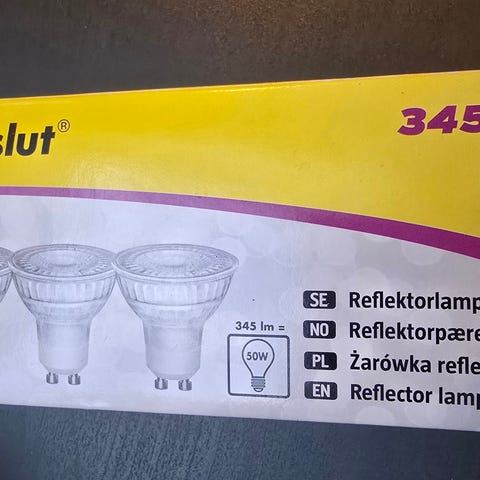 slut®
345
345 lm =
50W
SE Reflektorlamp
NO Reflektorpære
PL Żarówka refle
EN Reflector lamp